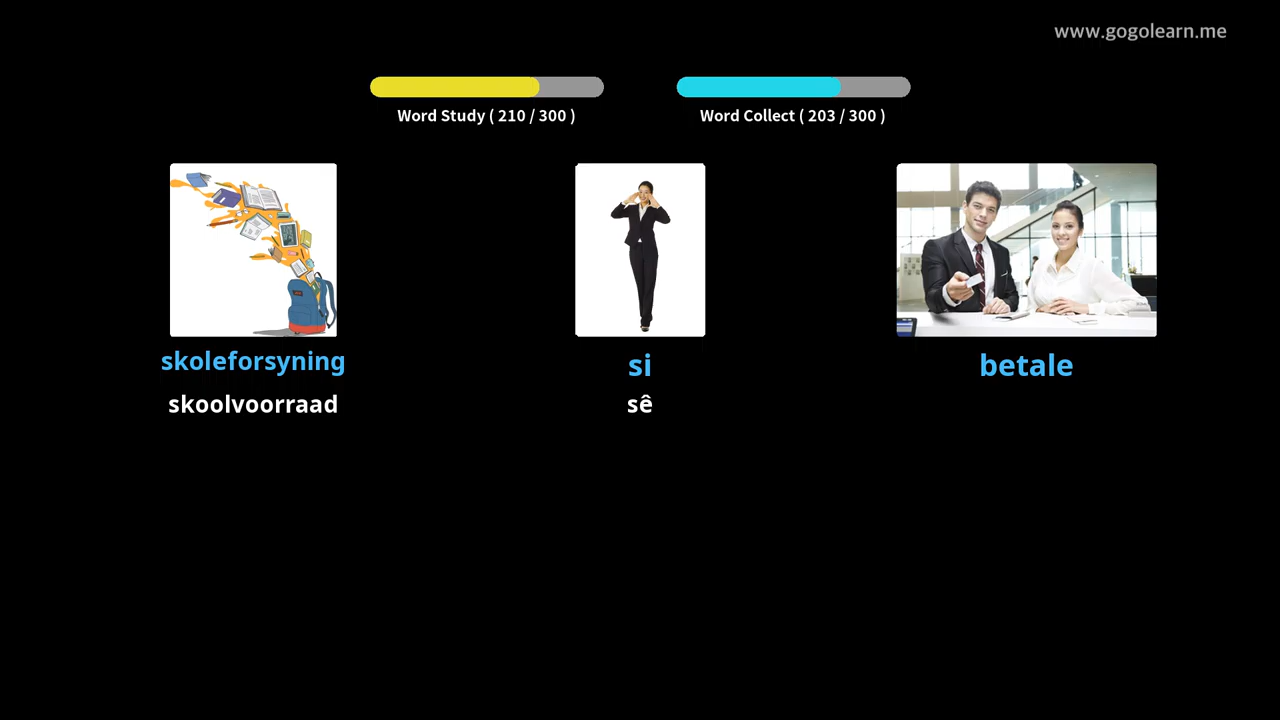 www.gogolearn.me
Word Study ( 210 / 300 )
Word Collect ( 203 / 300 )
skoleforsyning
si
betale
skoolvoorraad
sê